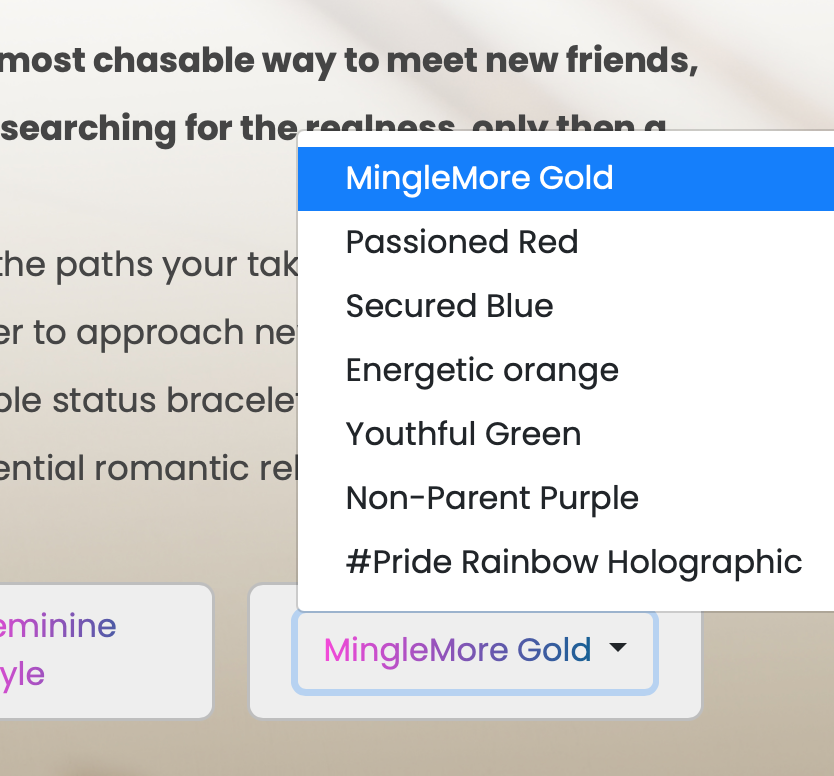 most chasable way to meet new friends,
searching for the realness, only then a
MingleMore Gold
Passioned Red
the paths your tak
Secured Blue
er to approach ne
Energetic orange
ole status bracelet
Youthful Green
ential romantic rel
Non-Parent Purple
#Pride Rainbow Holographic
eminine
yle
MingleMore Gold